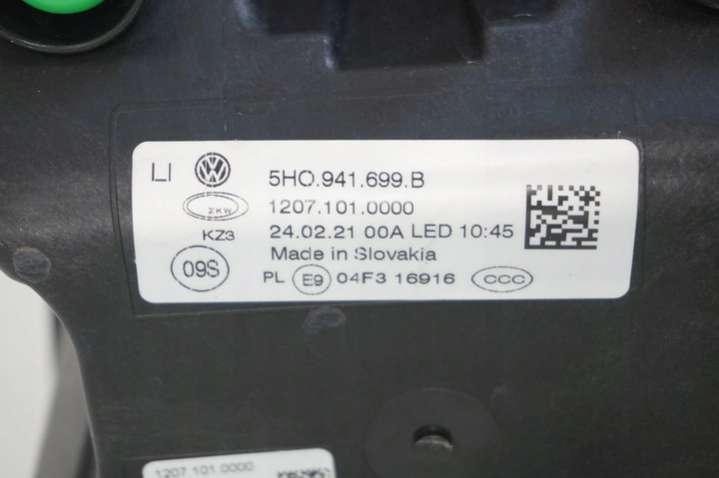 LI VW 5H0.941.699.B
ZKW 1207.101.0000
KZ3 24.02.21 00A LED 10:45
Made in Slovakia
09S
PL E9 04F3 16916 CCC
1207 101 0000